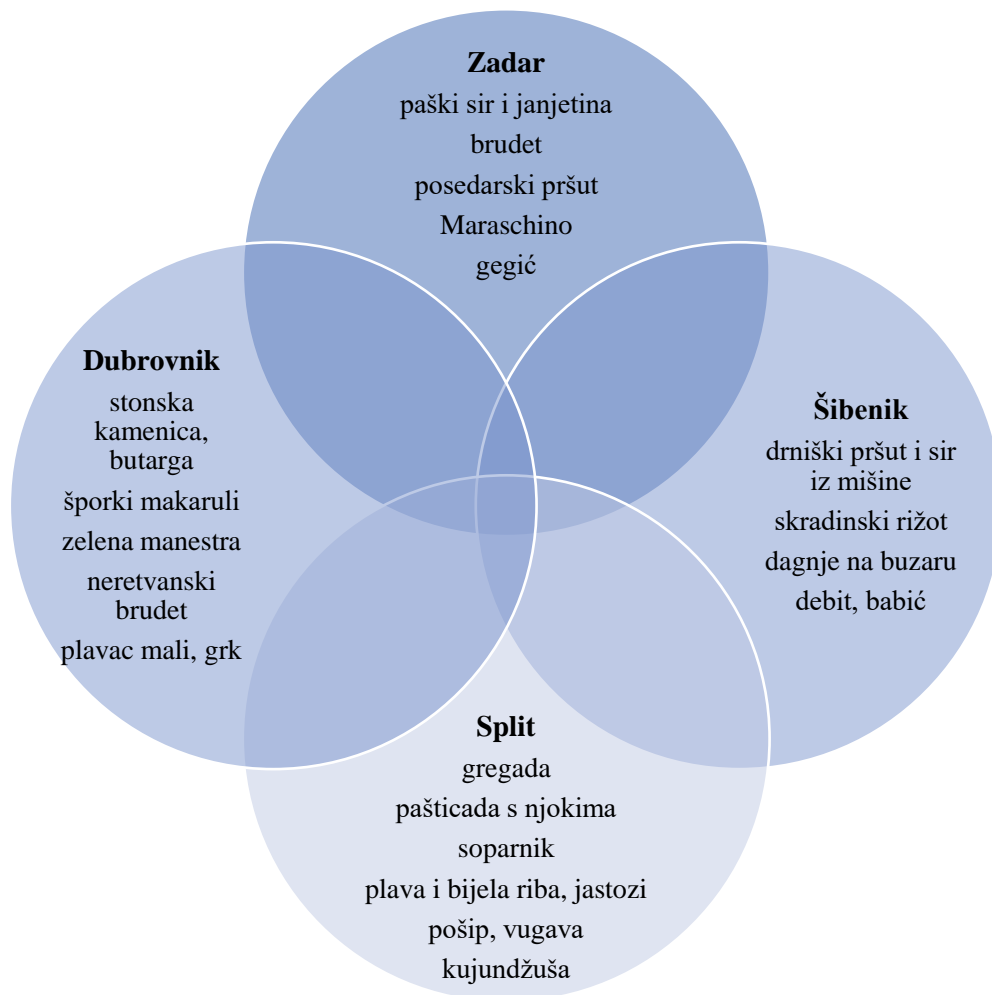 Zadar
paški sir i janjetina
brudet
posedarski pršut
Maraschino
gegić
Dubrovnik
stonska
kamenica,
butarga
šporki makaruli
zelena manestra
neretvanski
brudet
plavac mali, grk
Šibenik
drniški pršut i sir
iz mišine
skradinski rižot
dagnje na buzaru
debit, babić
Split
gregada
pašticada s njokima
soparnik
plava i bijela riba, jastozi
pošip, vugava
kujundžuša